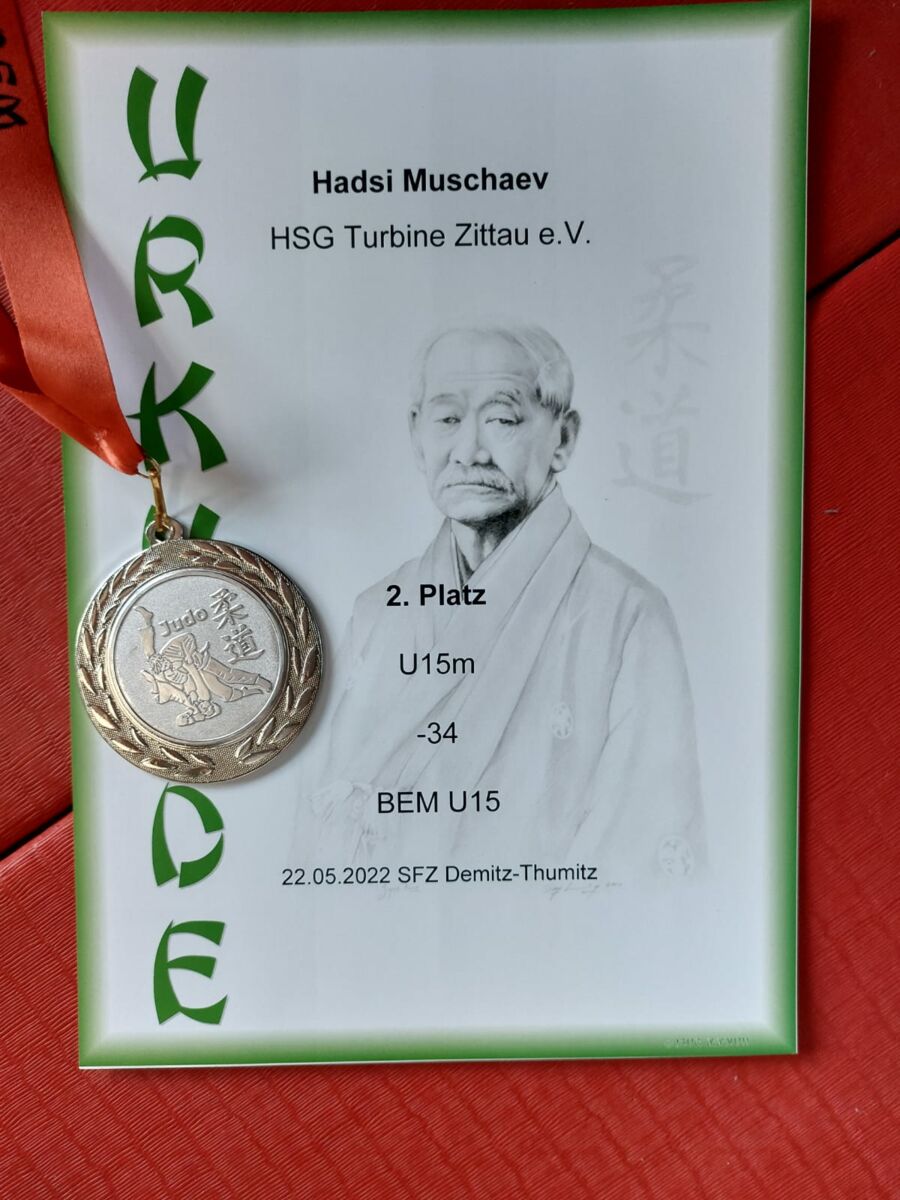 URKUNDE
Hadsi Muschaev
HSG Turbine Zittau e.V.
柔道
2. Platz
U15m
-34
BEM U15
22.05.2022 SFZ Demitz-Thumitz
Judo 柔道